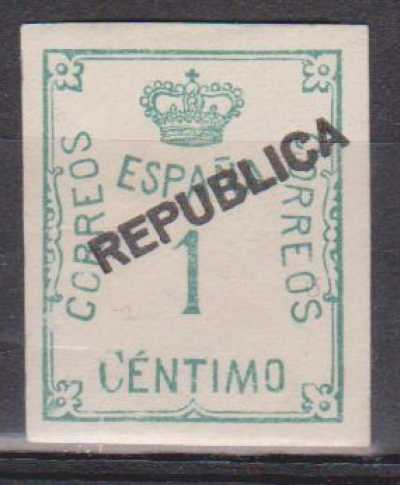 ESPAÑA
REPUBLICA
CORREOS
CORREOS
1
CÉNTIMO